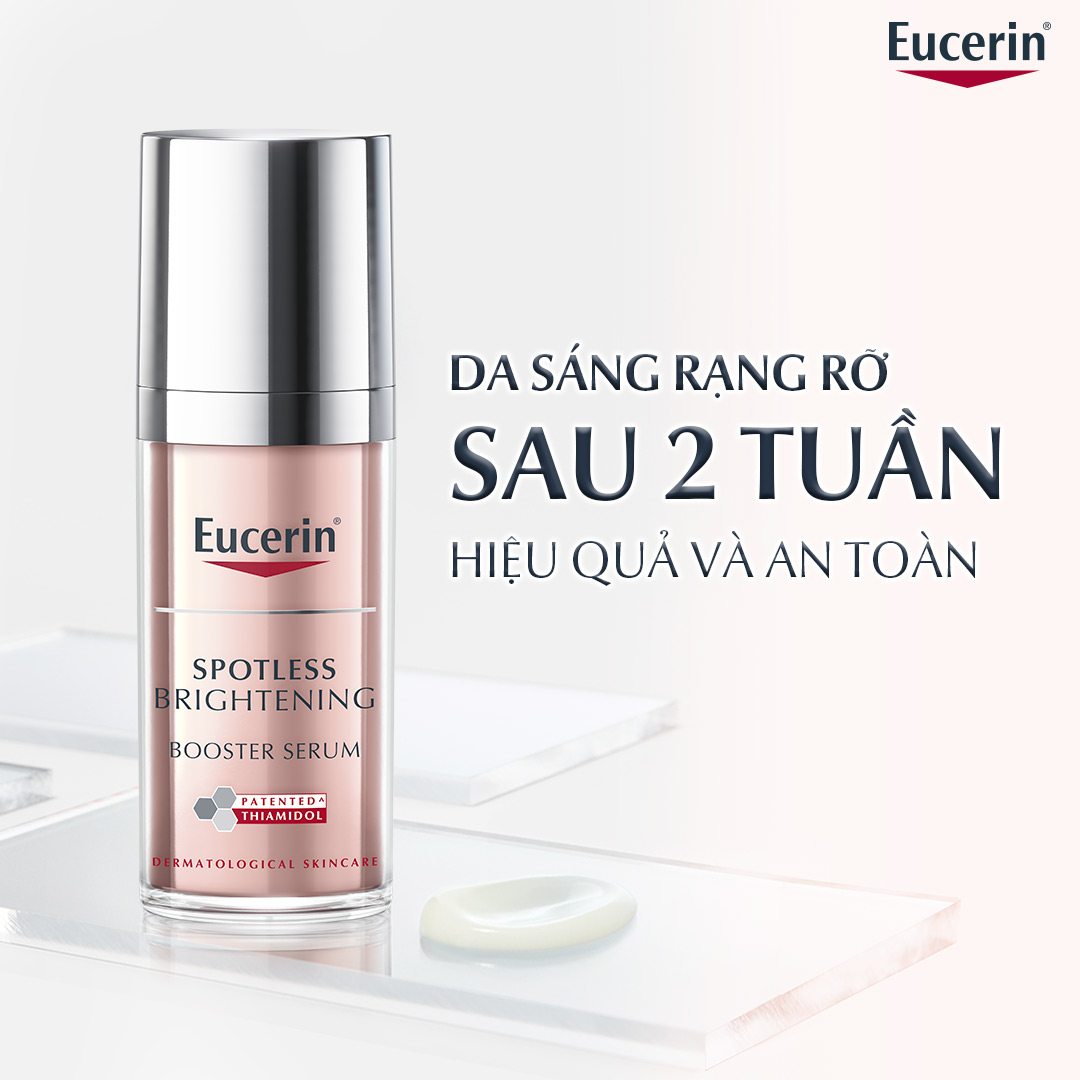 Eucerin®
DA SÁNG RẠNG RỠ
SAU 2 TUẦN
HIỆU QUẢ VÀ AN TOÀN
Eucerin®
SPOTLESS
BRIGHTENING
BOOSTER SERUM
PATENTED^
THIAMIDOL
DERMATOLOGICAL SKINCARE